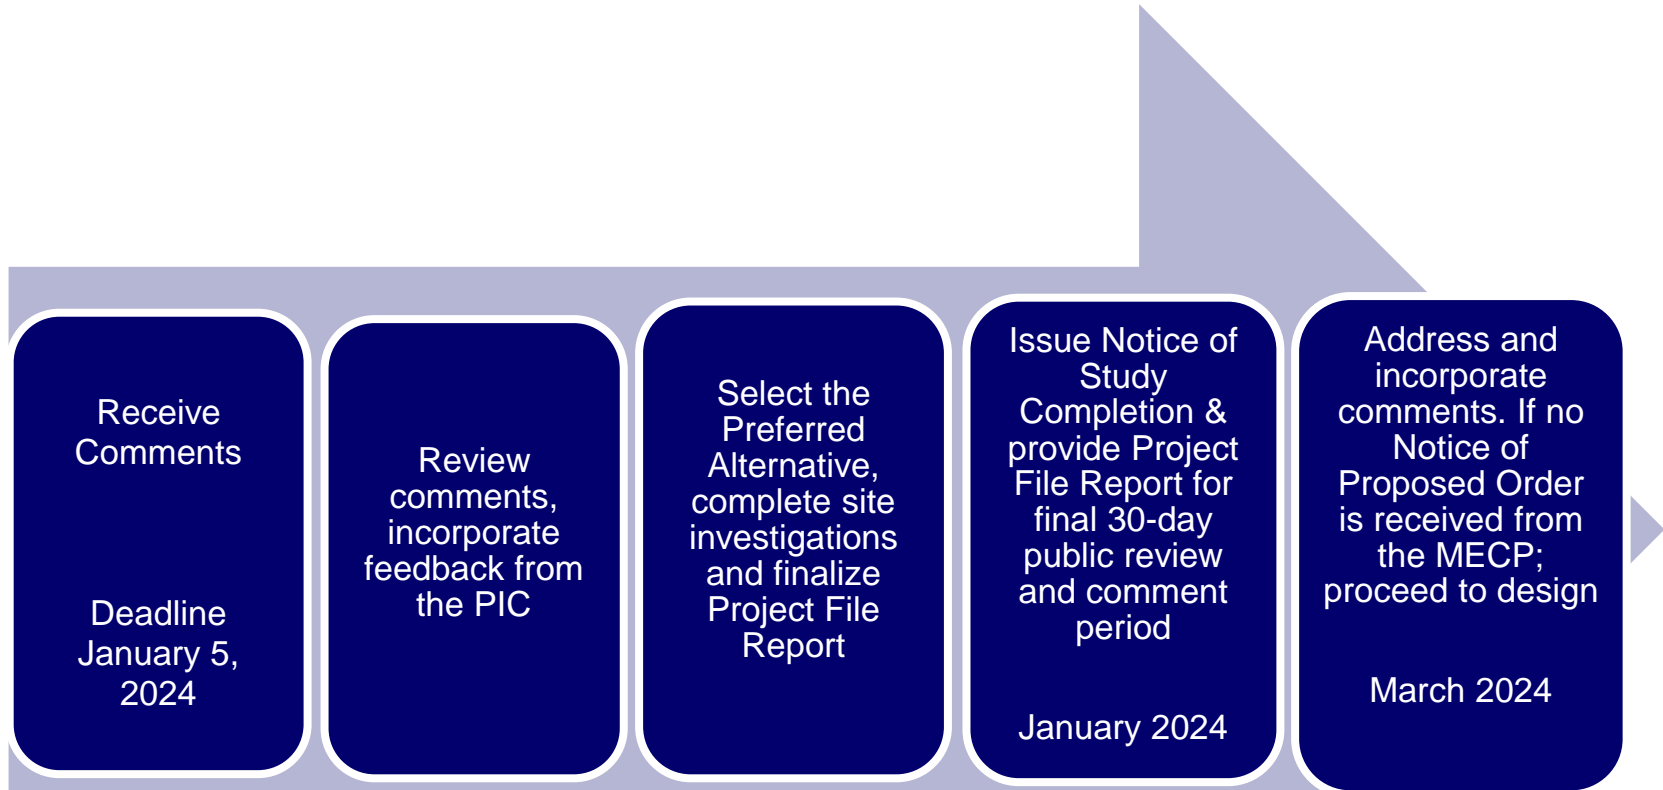 Receive
Comments
Deadline
January 5,
2024
Review
comments,
incorporate
feedback from
the PIC
Select the
Preferred
Alternative,
complete site
investigations
and finalize
Project File
Report
Issue Notice of
Study
Completion &
provide Project
File Report for
final 30-day
public review
and comment
period
January 2024
Address and
incorporate
comments. If no
Notice of
Proposed Order
is received from
the MECP;
proceed to design
March 2024